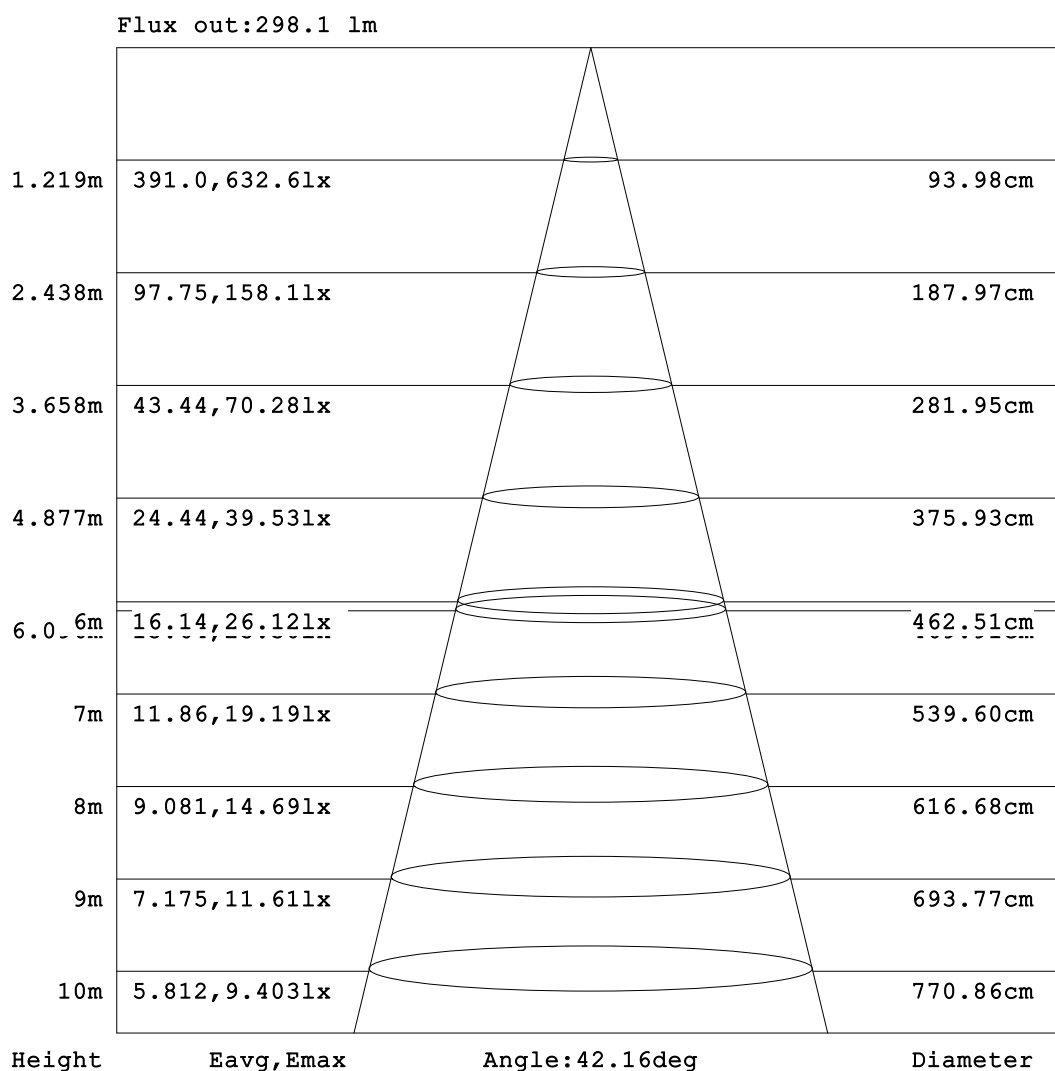 Flux out:298.1 lm
1.219m 391.0,632.6lx 93.98cm
2.438m 97.75,158.1lx 187.97cm
3.658m 43.44,70.28lx 281.95cm
4.877m 24.44,39.53lx 375.93cm
6m 16.14,26.12lx 462.51cm
7m 11.86,19.19lx 539.60cm
8m 9.081,14.69lx 616.68cm
9m 7.175,11.61lx 693.77cm
10m 5.812,9.403lx 770.86cm
Height Eavg,Emax Angle:42.16deg Diameter